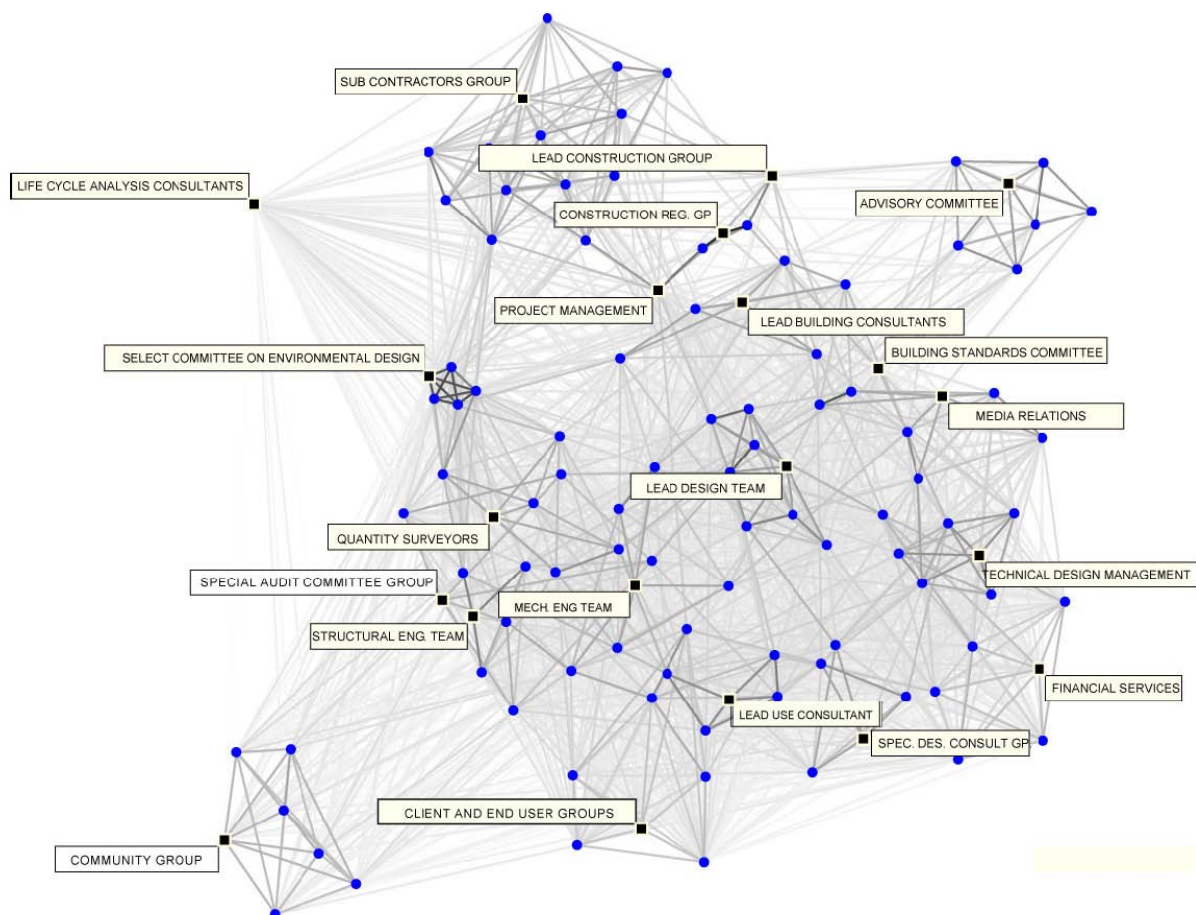 SUB CONTRACTORS GROUP
LEAD CONSTRUCTION GROUP
LIFE CYCLE ANALYSIS CONSULTANTS
ADVISORY COMMITTEE
CONSTRUCTION REG. GP
PROJECT MANAGEMENT
LEAD BUILDING CONSULTANTS
SELECT COMMITTEE ON ENVIRONMENTAL DESIGN
BUILDING STANDARDS COMMITTEE
MEDIA RELATIONS
LEAD DESIGN TEAM
QUANTITY SURVEYORS
SPECIAL AUDIT COMMITTEE GROUP
TECHNICAL DESIGN MANAGEMENT
MECH. ENG TEAM
STRUCTURAL ENG. TEAM
FINANCIAL SERVICES
LEAD USE CONSULTANT
SPEC. DES. CONSULT GP.
CLIENT AND END USER GROUPS
COMMUNITY GROUP